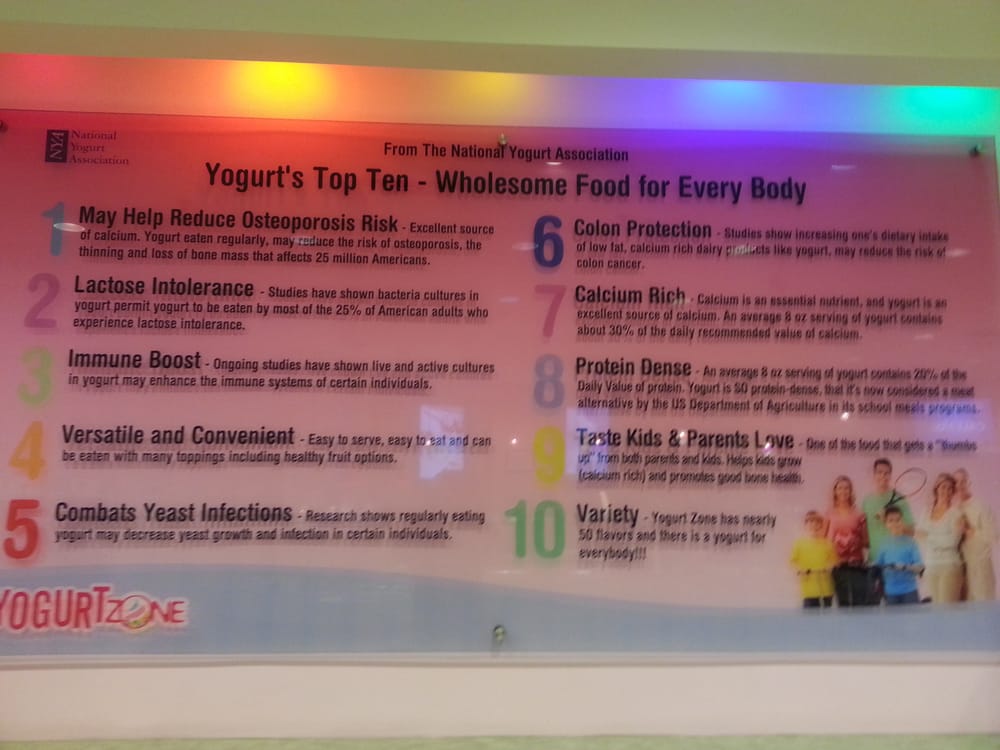 NYA National
Yogurt
Association
From The National Yogurt Association
Yogurt's Top Ten - Wholesome Food for Every Body
1 May Help Reduce Osteoporosis Risk - Excellent source
of calcium. Yogurt eaten regularly, may reduce the risk of osteoporosis, the
thinning and loss of bone mass that affects 25 million Americans.
2 Lactose Intolerance - Studies have shown bacteria cultures in
yogurt permit yogurt to be eaten by most of the 25% of American adults who
experience lactose intolerance.
3 Immune Boost - Ongoing studies have shown live and active cultures
in yogurt may enhance the immune systems of certain individuals.
4 Versatile and Convenient - Easy to serve, easy to eat and can
be eaten with many toppings including healthy fruit options.
5 Combats Yeast Infections - Research shows regularly eating
yogurt may decrease yeast growth and infection in certain individuals.
6 Colon Protection - Studies show increasing one's dietary intake
of low fat, calcium rich dairy products like yogurt, may reduce the risk of
colon cancer.
7 Calcium Rich - Calcium is an essential nutrient, and yogurt is an
excellent source of calcium. An average 8 oz serving of yogurt contains
about 30% of the daily recommended value of calcium.
8 Protein Dense - An average 8 oz serving of yogurt contains 20% of the
Daily Value of protein. Yogurt is SO protein-dense, that it's now considered a meat
alternative by the US Department of Agriculture in its school meals programs.
9 Taste Kids & Parents Love - One of the food that gets a "thumbs
up" from both parents and kids. Helps kids grow
(calcium rich) and promotes good bone health.
10 Variety - Yogurt Zone has nearly
50 flavors and there is a yogurt for
everybody!!!
YOGURTZONE